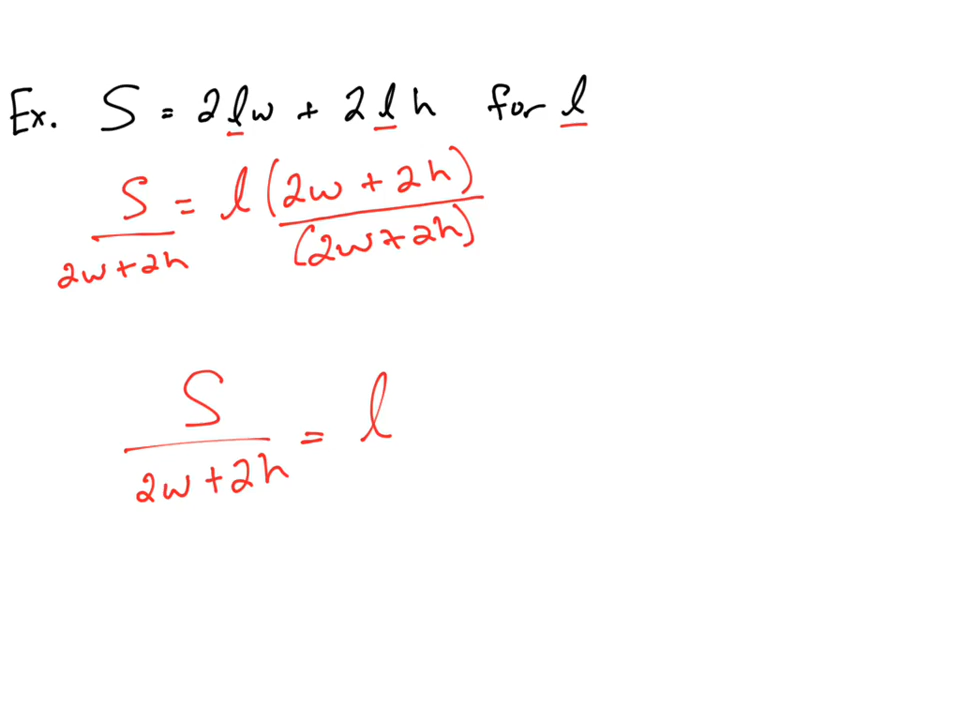 Ex. S = 2lw + 2lh for l
S/(2w+2h) = l(2w+2h)/(2w+2h)
S/(2w+2h) = l